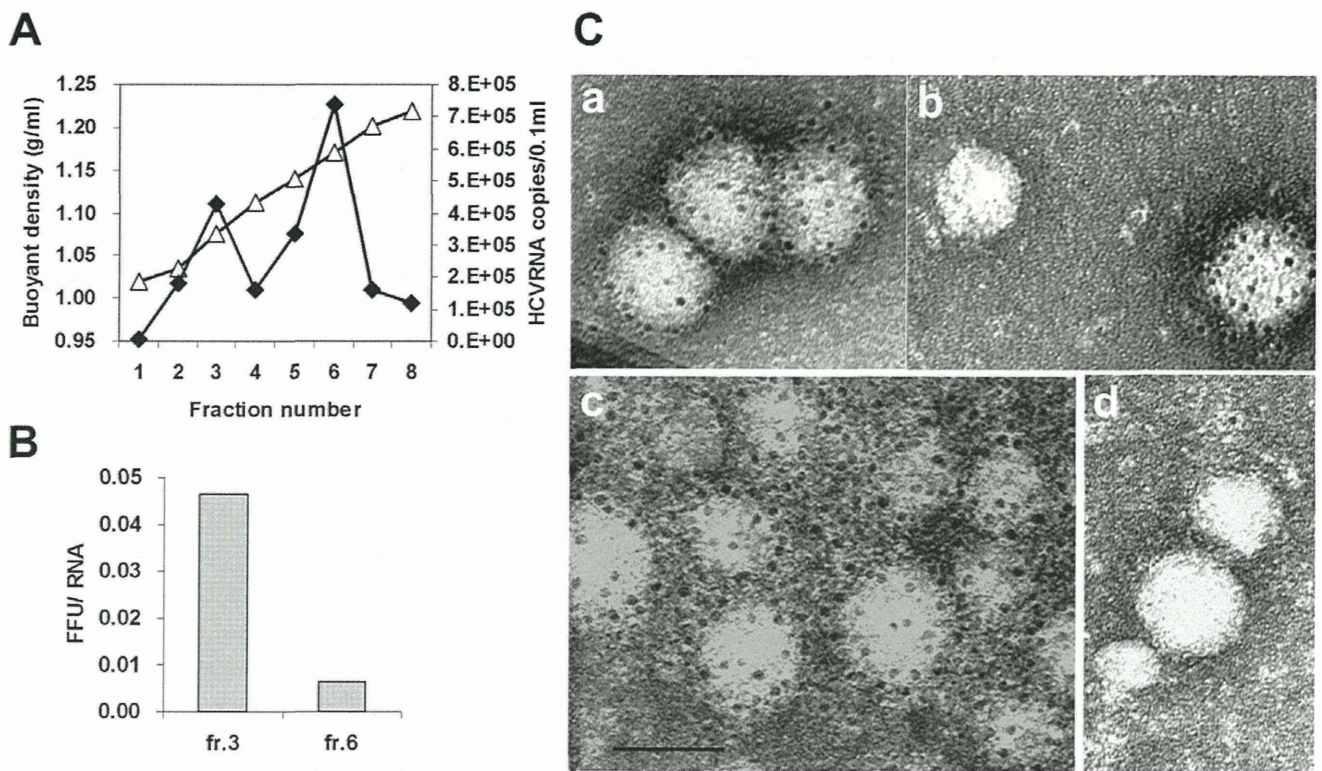 A
Buoyant density (g/ml)
1.25
1.20
1.15
1.10
1.05
1.00
0.95
8.E+05
7.E+05
6.E+05
5.E+05
4.E+05
3.E+05
2.E+05
1.E+05
0.E+00
HCVRNA copies/0.1ml
1 2 3 4 5 6 7 8
Fraction number
B
FFU/ RNA
0.05
0.04
0.03
0.02
0.01
0.00
fr.3 fr.6
C
a
b
c
d